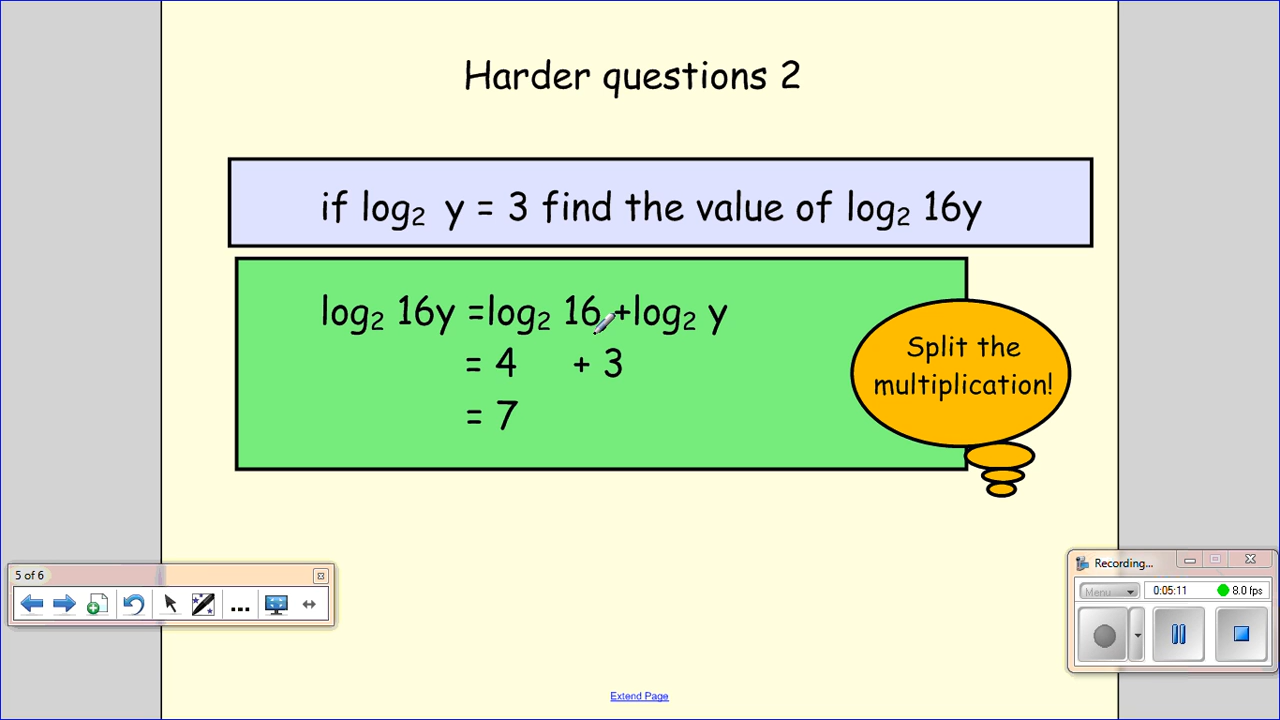 Harder questions 2
if log₂ y = 3 find the value of log₂ 16y
log₂ 16y =log₂ 16 +log₂ y
= 4 + 3
= 7
Split the
multiplication!
5 of 6
...
Recording...
Menu
0:05:11
8.0 fps
Extend Page